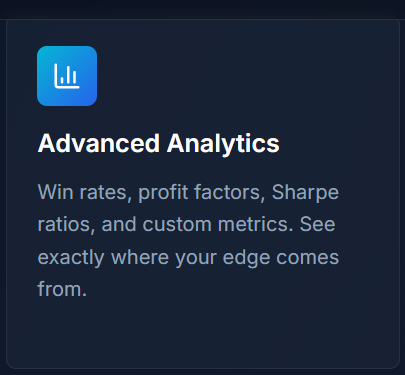 Advanced Analytics
Win rates, profit factors, Sharpe
ratios, and custom metrics. See
exactly where your edge comes
from.